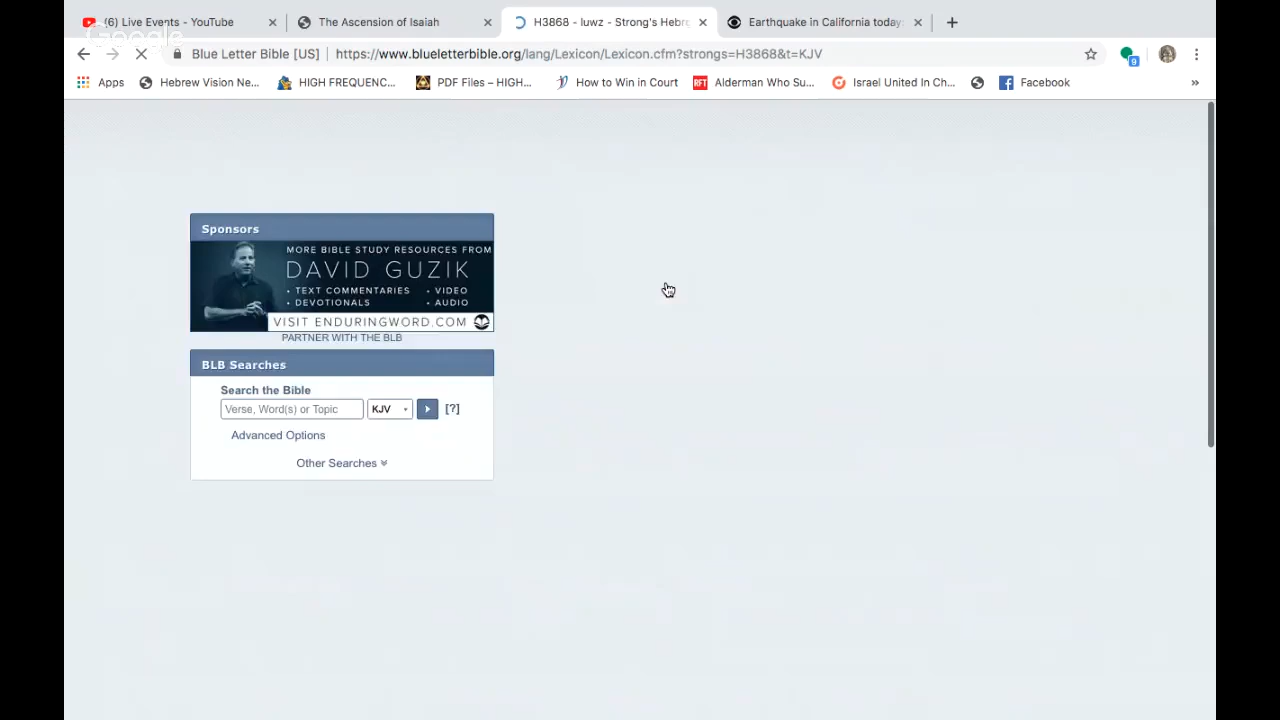 (6) Live Events - YouTube
The Ascension of Isaiah
H3868 - luwz - Strong's Hebr
Earthquake in California today:
Google
Blue Letter Bible [US]
https://www.blueletterbible.org/lang/Lexicon/Lexicon.cfm?strongs=H3868&t=KJV
9
Apps
Hebrew Vision Ne...
HIGH FREQUENC...
PDF Files – HIGH...
How to Win in Court
RFT
Alderman Who Su...
Israel United In Ch...
Facebook
»
Sponsors
MORE BIBLE STUDY RESOURCES FROM
DAVID GUZIK
• TEXT COMMENTARIES • VIDEO
• DEVOTIONALS • AUDIO
VISIT ENDURINGWORD.COM
PARTNER WITH THE BLB
BLB Searches
Search the Bible
Verse, Word(s) or Topic
KJV
[?]
Advanced Options
Other Searches